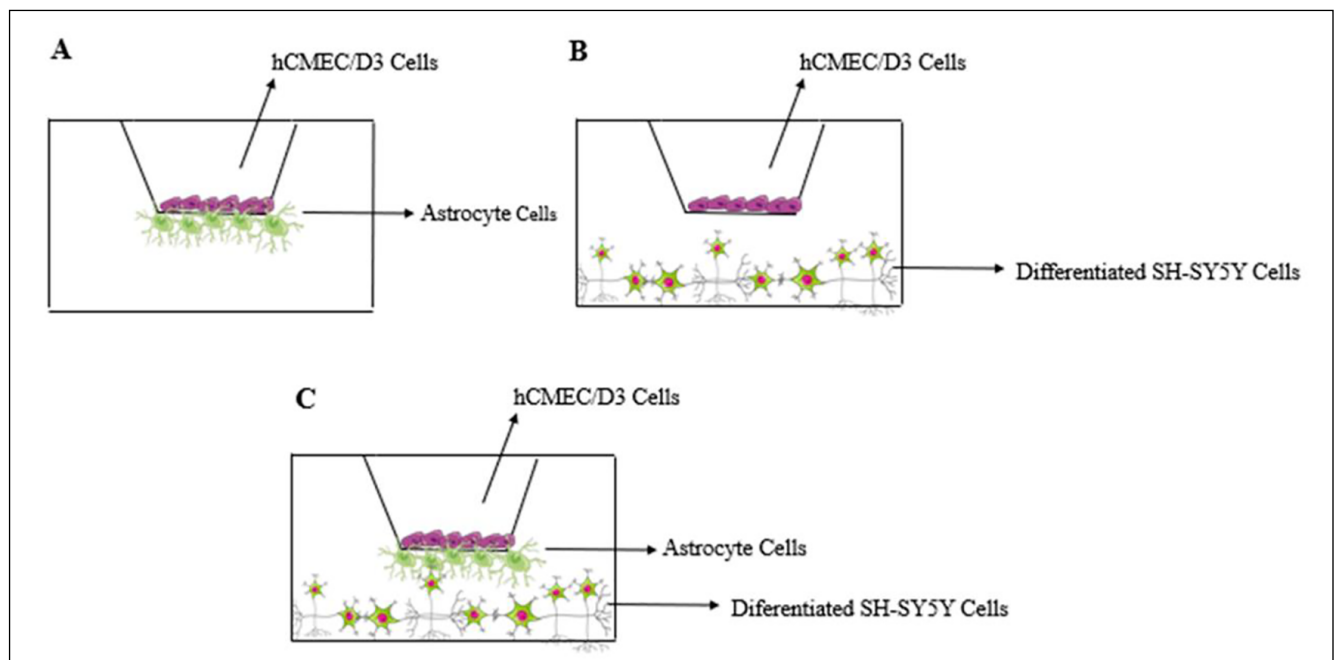 A
hCMEC/D3 Cells
Astrocyte Cells
B
hCMEC/D3 Cells
Differentiated SH-SY5Y Cells
C
hCMEC/D3 Cells
Astrocyte Cells
Diferentiated SH-SY5Y Cells